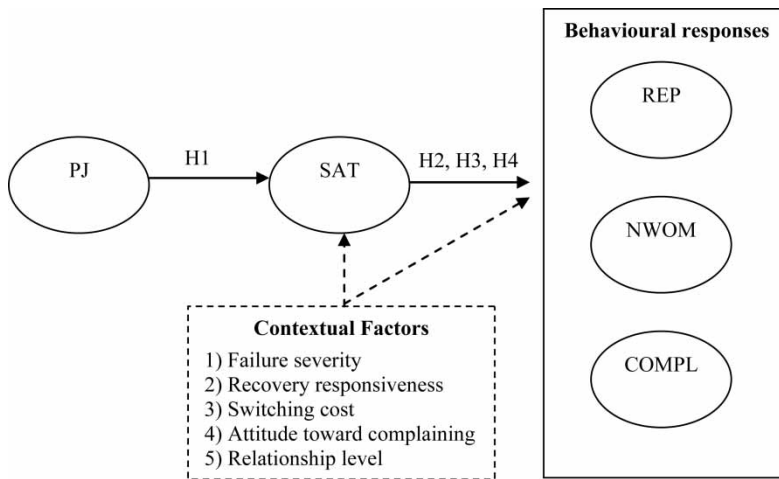 Behavioural responses
REP
PJ
H1
SAT
H2, H3, H4
NWOM
COMPL
Contextual Factors
1) Failure severity
2) Recovery responsiveness
3) Switching cost
4) Attitude toward complaining
5) Relationship level